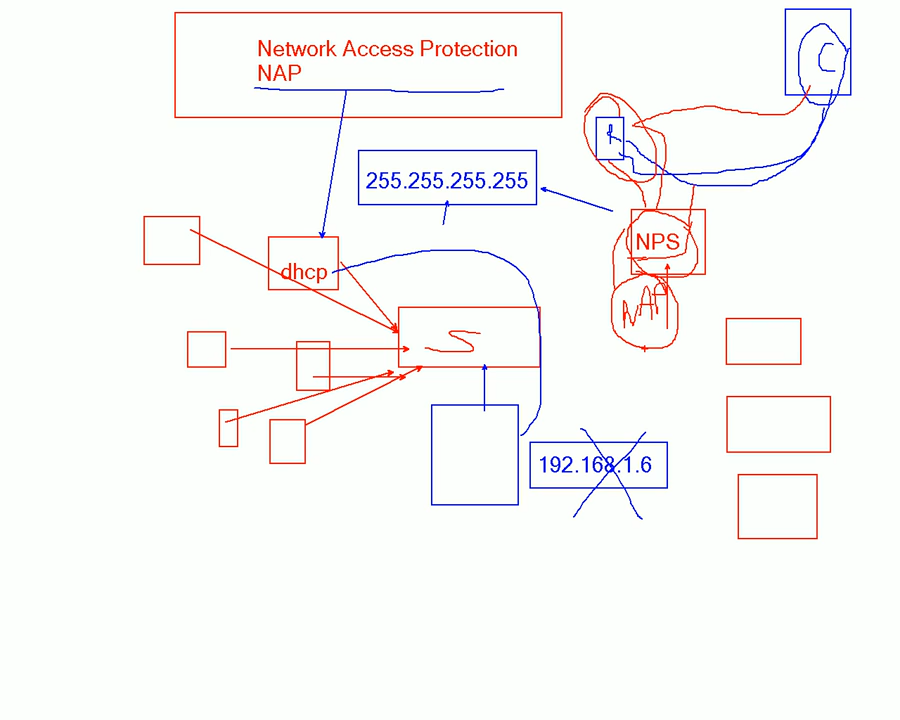 Network Access Protection
NAP
C
255.255.255.255
NPS
dhcp
NAP
S
192.168.1.6